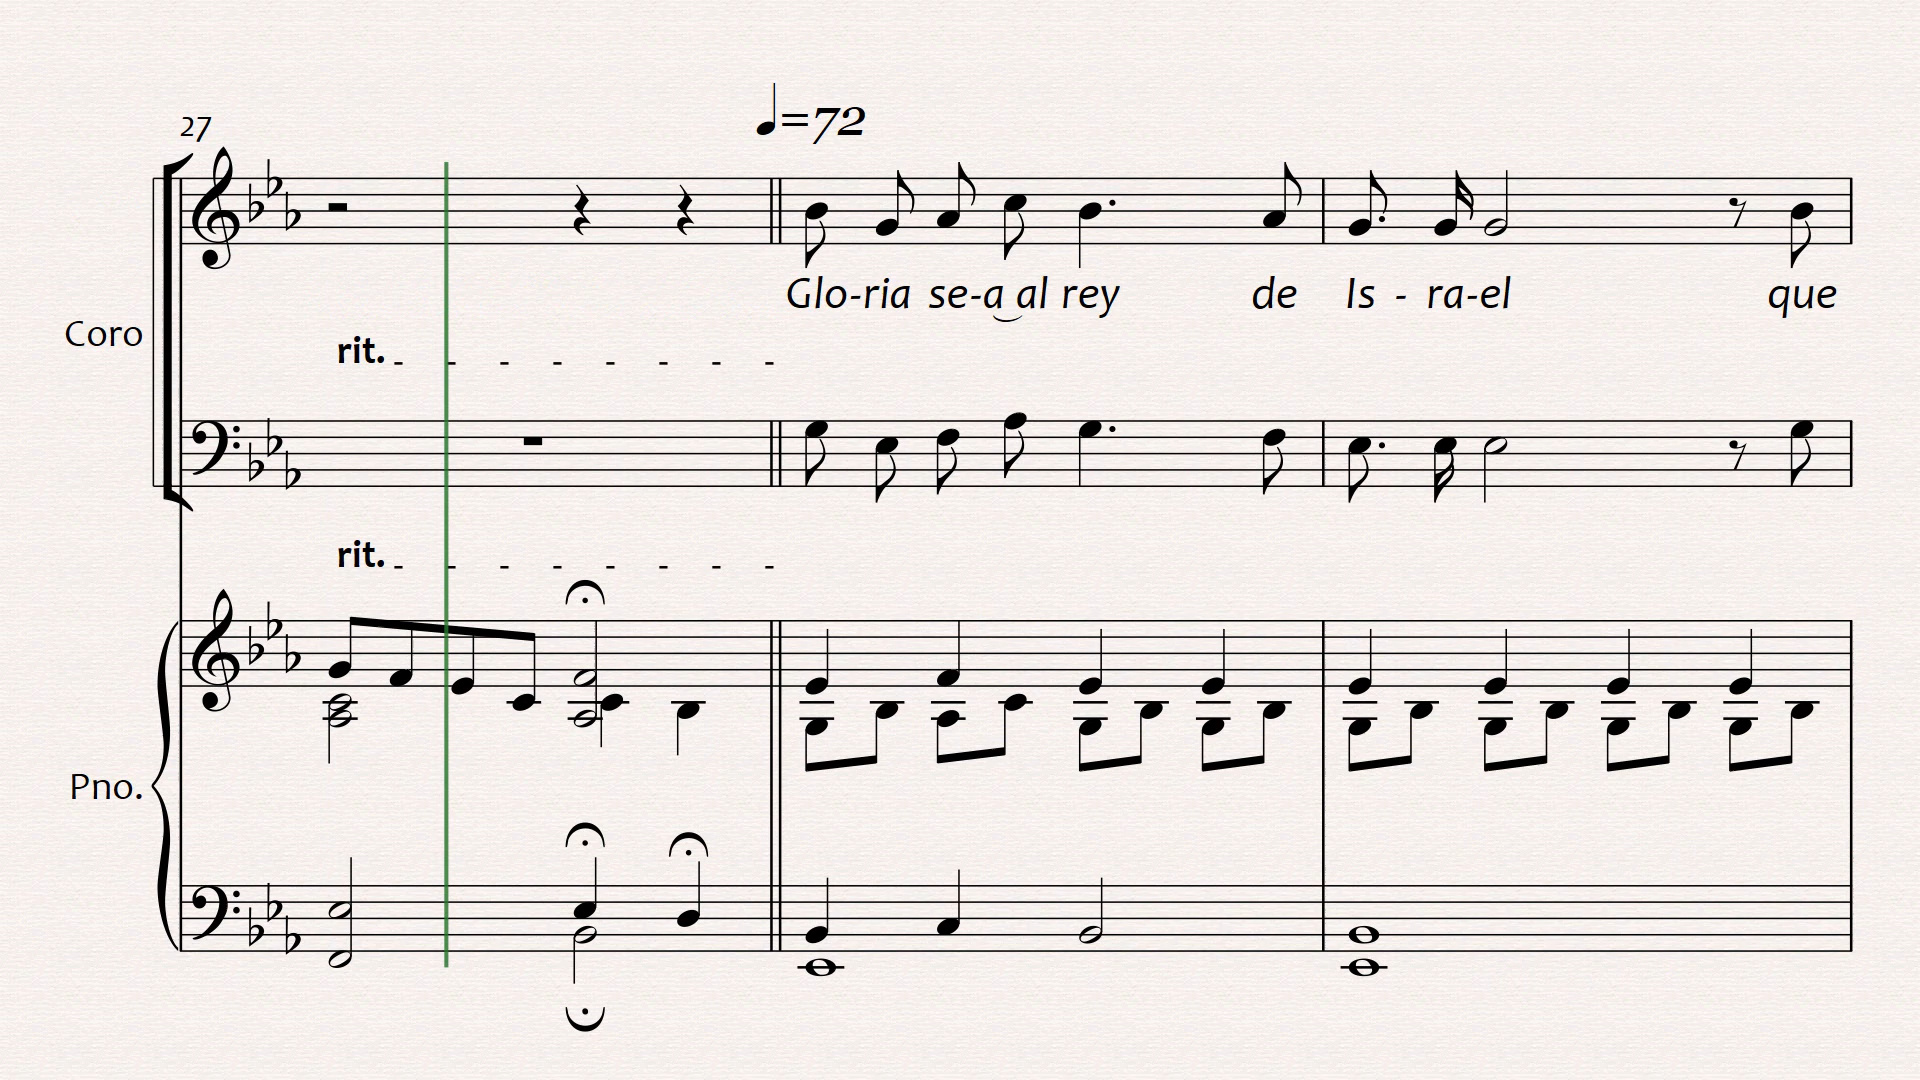 27
=72
Glo-ria se-a al rey de Is - ra-el que
Coro
rit.
rit.
Pno.